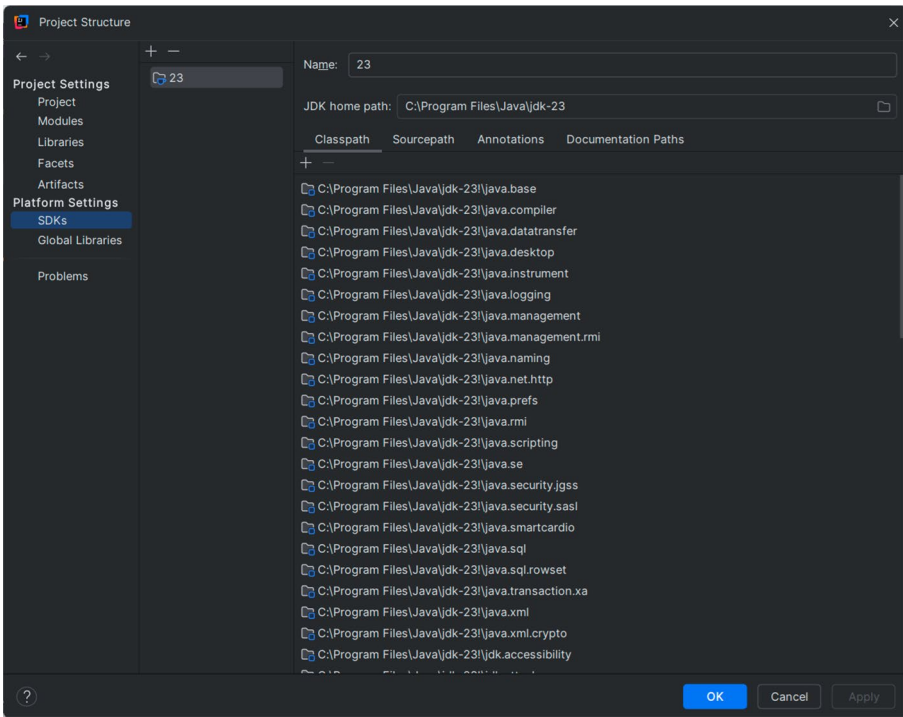 Project Structure
Project Settings
Project
Modules
Libraries
Facets
Artifacts
Platform Settings
SDKs
Global Libraries
Problems
23
Name: 23
JDK home path: C:\Program Files\Java\jdk-23
Classpath Sourcepath Annotations Documentation Paths
C:\Program Files\Java\jdk-23!\java.base
C:\Program Files\Java\jdk-23!\java.compiler
C:\Program Files\Java\jdk-23!\java.datatransfer
C:\Program Files\Java\jdk-23!\java.desktop
C:\Program Files\Java\jdk-23!\java.instrument
C:\Program Files\Java\jdk-23!\java.logging
C:\Program Files\Java\jdk-23!\java.management
C:\Program Files\Java\jdk-23!\java.management.rmi
C:\Program Files\Java\jdk-23!\java.naming
C:\Program Files\Java\jdk-23!\java.net.http
C:\Program Files\Java\jdk-23!\java.prefs
C:\Program Files\Java\jdk-23!\java.rmi
C:\Program Files\Java\jdk-23!\java.scripting
C:\Program Files\Java\jdk-23!\java.se
C:\Program Files\Java\jdk-23!\java.security.jgss
C:\Program Files\Java\jdk-23!\java.security.sasl
C:\Program Files\Java\jdk-23!\java.smartcardio
C:\Program Files\Java\jdk-23!\java.sql
C:\Program Files\Java\jdk-23!\java.sql.rowset
C:\Program Files\Java\jdk-23!\java.transaction.xa
C:\Program Files\Java\jdk-23!\java.xml
C:\Program Files\Java\jdk-23!\java.xml.crypto
C:\Program Files\Java\jdk-23!\jdk.accessibility
? OK Cancel Apply